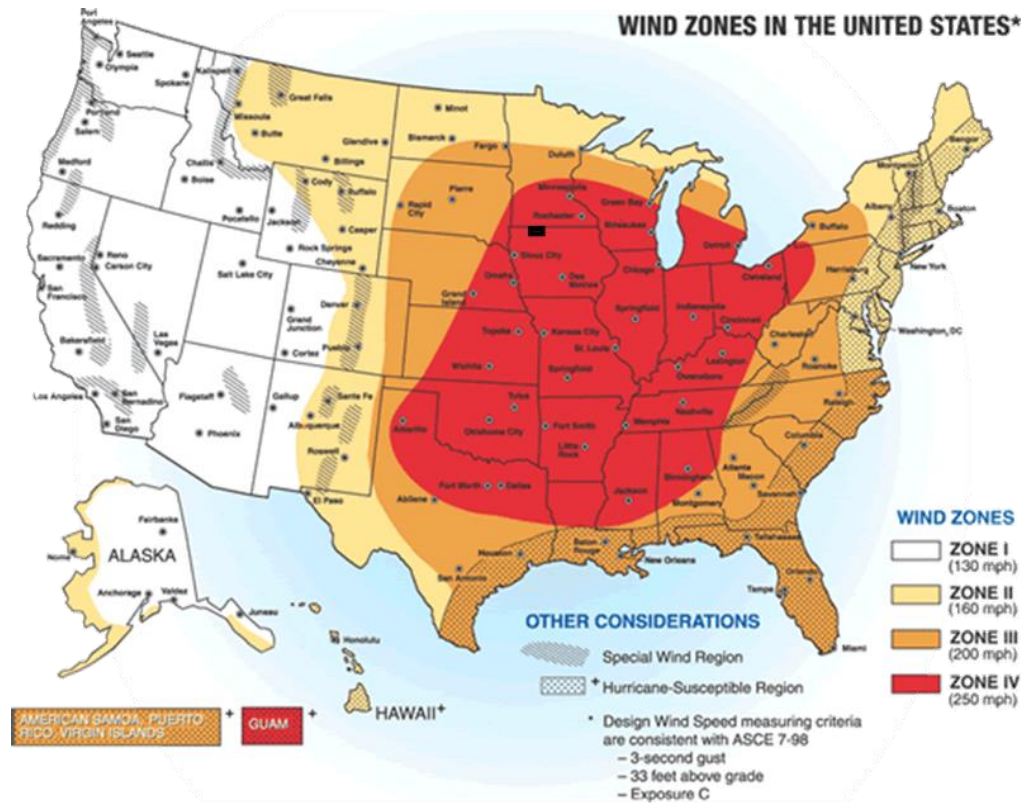 WIND ZONES IN THE UNITED STATES*
Port
Angeles
Seattle
Olympia
Spokane
Kalispell
Great Falls
Minot
Portland
Salem
Missoula
Butte
Glendive
Bismarck
Fargo
Duluth
Bangor
Montpelier
Medford
Challis
Boise
Billings
Cody
Buffalo
Pierre
Rapid
City
Minneapolis
Rochester
Green Bay
Milwaukee
Buffalo
Albany
Boston
Redding
Pocatello
Jackson
Casper
Rock Springs
Cheyenne
Sioux City
Omaha
Des
Moines
Chicago
Detroit
Cleveland
Harrisburg
New York
Sacramento
San
Francisco
Reno
Carson City
Salt Lake City
Grand
Junction
Denver
Grand
Island
Springfield
Indianapolis
Cincinnati
Charleston
Washington, DC
Bakersfield
Las
Vegas
Cortez
Pueblo
Topeka
Kansas City
St. Louis
Lexington
Roanoke
Wichita
Springfield
Owensboro
Los Angeles
San
Bernadino
San
Diego
Flagstaff
Phoenix
Gallup
Santa Fe
Albuquerque
Roswell
El Paso
Amarillo
Tulsa
Oklahoma City
Fort Smith
Little
Rock
Memphis
Nashville
Raleigh
Columbia
Atlanta
Macon
Savannah
Birmingham
Montgomery
Abilene
Fort Worth
Dallas
Jackson
Tallahassee
Houston
Baton
Rouge
New Orleans
San Antonio
Orlando
Tampa
Miami
Fairbanks
Nome
ALASKA
Anchorage
Valdez
Juneau
Honolulu
HAWAII+
AMERICAN SAMOA, PUERTO
RICO, VIRGIN ISLANDS
+
GUAM
+
OTHER CONSIDERATIONS
Special Wind Region
+ Hurricane-Susceptible Region
* Design Wind Speed measuring criteria
are consistent with ASCE 7-98
– 3-second gust
– 33 feet above grade
– Exposure C
WIND ZONES
ZONE I
(130 mph)
ZONE II
(160 mph)
ZONE III
(200 mph)
ZONE IV
(250 mph)